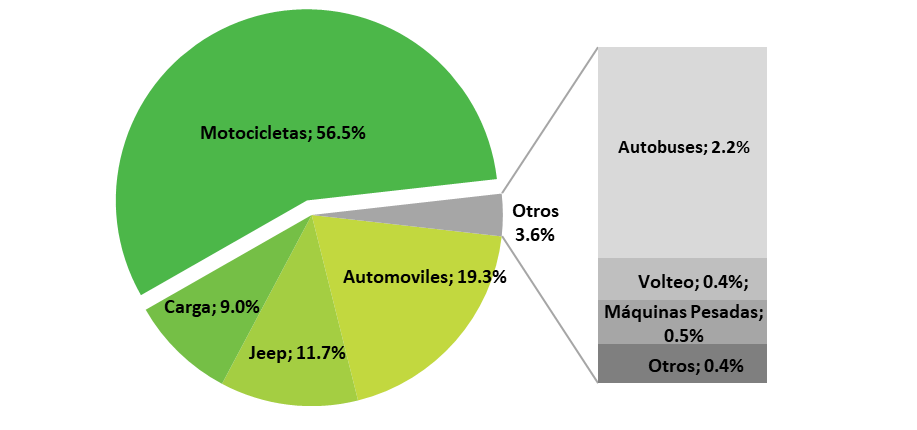 Motocicletas; 56.5%
Autobuses; 2.2%
Otros
3.6%
Automoviles; 19.3%
Volteo; 0.4%;
Carga; 9.0%
Máquinas Pesadas;
0.5%
Jeep; 11.7%
Otros; 0.4%